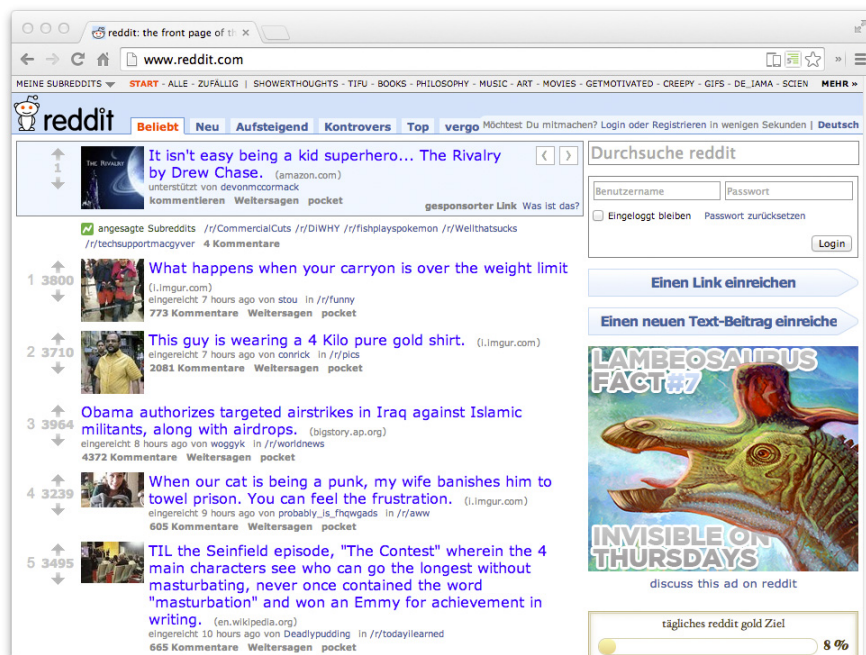 reddit: the front page of th
www.reddit.com
MEINE SUBREDDITS START - ALLE - ZUFÄLLIG | SHOWERTHOUGHTS - TIFU - BOOKS - PHILOSOPHY - MUSIC - ART - MOVIES - GETMOTIVATED - CREEPY - GIFS - DE_IAMA - SCIEN MEHR »
reddit Beliebt Neu Aufsteigend Kontrovers Top vergo Möchtest Du mitmachen? Login oder Registrieren in wenigen Sekunden | Deutsch
1
THE RIVALRY
It isn't easy being a kid superhero... The Rivalry
by Drew Chase. (amazon.com)
unterstützt von devonmccormack
kommentieren Weitersagen pocket
gesponsorter Link Was ist das?
angesagte Subreddits /r/CommercialCuts /r/DiWHY /r/fishplayspokemon /r/Wellthatsucks
/r/techsupportmacgyver 4 Kommentare
1 3800
What happens when your carryon is over the weight limit
(i.imgur.com)
eingereicht 7 hours ago von stou in /r/funny
773 Kommentare Weitersagen pocket
2 3710
This guy is wearing a 4 Kilo pure gold shirt. (i.imgur.com)
eingereicht 7 hours ago von conrick in /r/pics
2081 Kommentare Weitersagen pocket
3 3964
Obama authorizes targeted airstrikes in Iraq against Islamic
militants, along with airdrops. (bigstory.ap.org)
eingereicht 8 hours ago von woggyk in /r/worldnews
4372 Kommentare Weitersagen pocket
4 3239
When our cat is being a punk, my wife banishes him to
towel prison. You can feel the frustration. (i.imgur.com)
eingereicht 9 hours ago von probably_is_fhqwgads in /r/aww
605 Kommentare Weitersagen pocket
5 3495
TIL the Seinfeld episode, "The Contest" wherein the 4
main characters see who can go the longest without
masturbating, never once contained the word
"masturbation" and won an Emmy for achievement in
writing. (en.wikipedia.org)
eingereicht 10 hours ago von Deadlypudding in /r/todayilearned
665 Kommentare Weitersagen pocket
Durchsuche reddit
Benutzername Passwort
Eingeloggt bleiben Passwort zurücksetzen
Login
Einen Link einreichen
Einen neuen Text-Beitrag einreiche
LAMBEOSAURUS
FACT #7
INVISIBLE ON
THURSDAYS
discuss this ad on reddit
tägliches reddit gold Ziel
8%